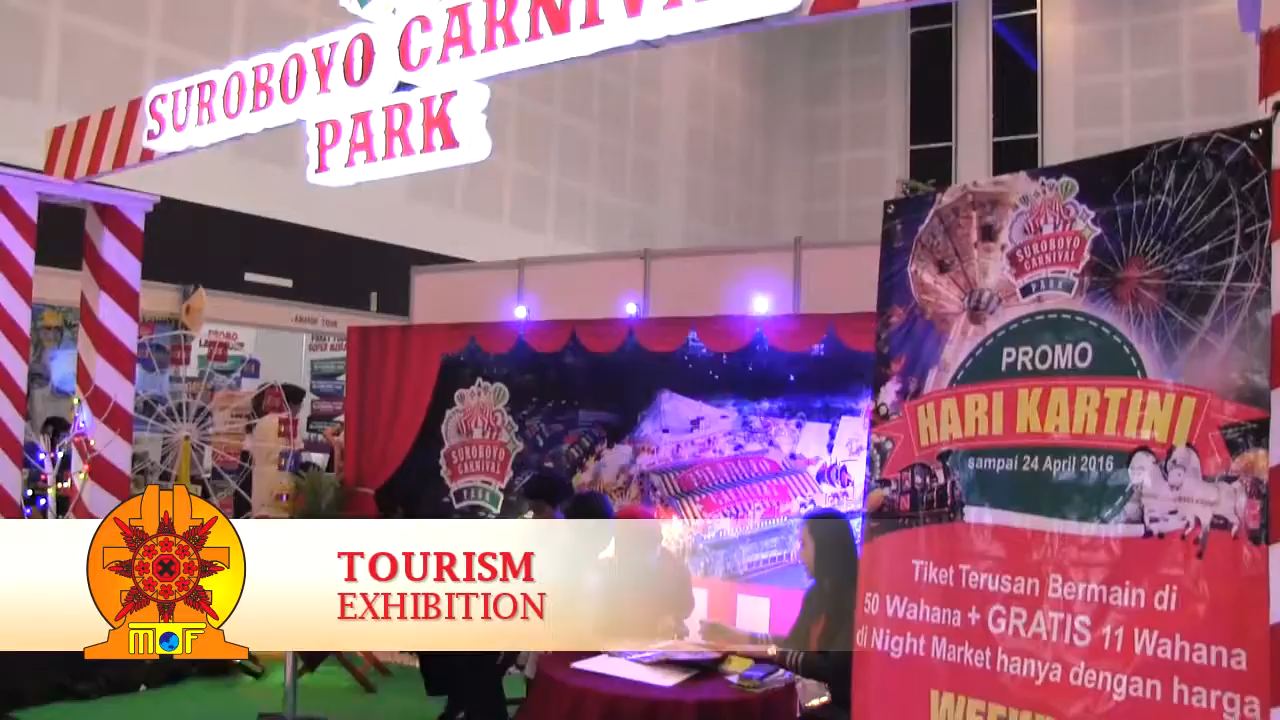 SUROBOYO CARNIVAL
PARK
SUROBOYO
CARNIVAL
PARK
PROMO
HARI KARTINI
sampai 24 April 2016
Tiket Terusan Bermain di
50 Wahana + GRATIS 11 Wahana
di Night Market hanya dengan harga
SUROBOYO
CARNIVAL
PARK
TOURISM
EXHIBITION
MOF